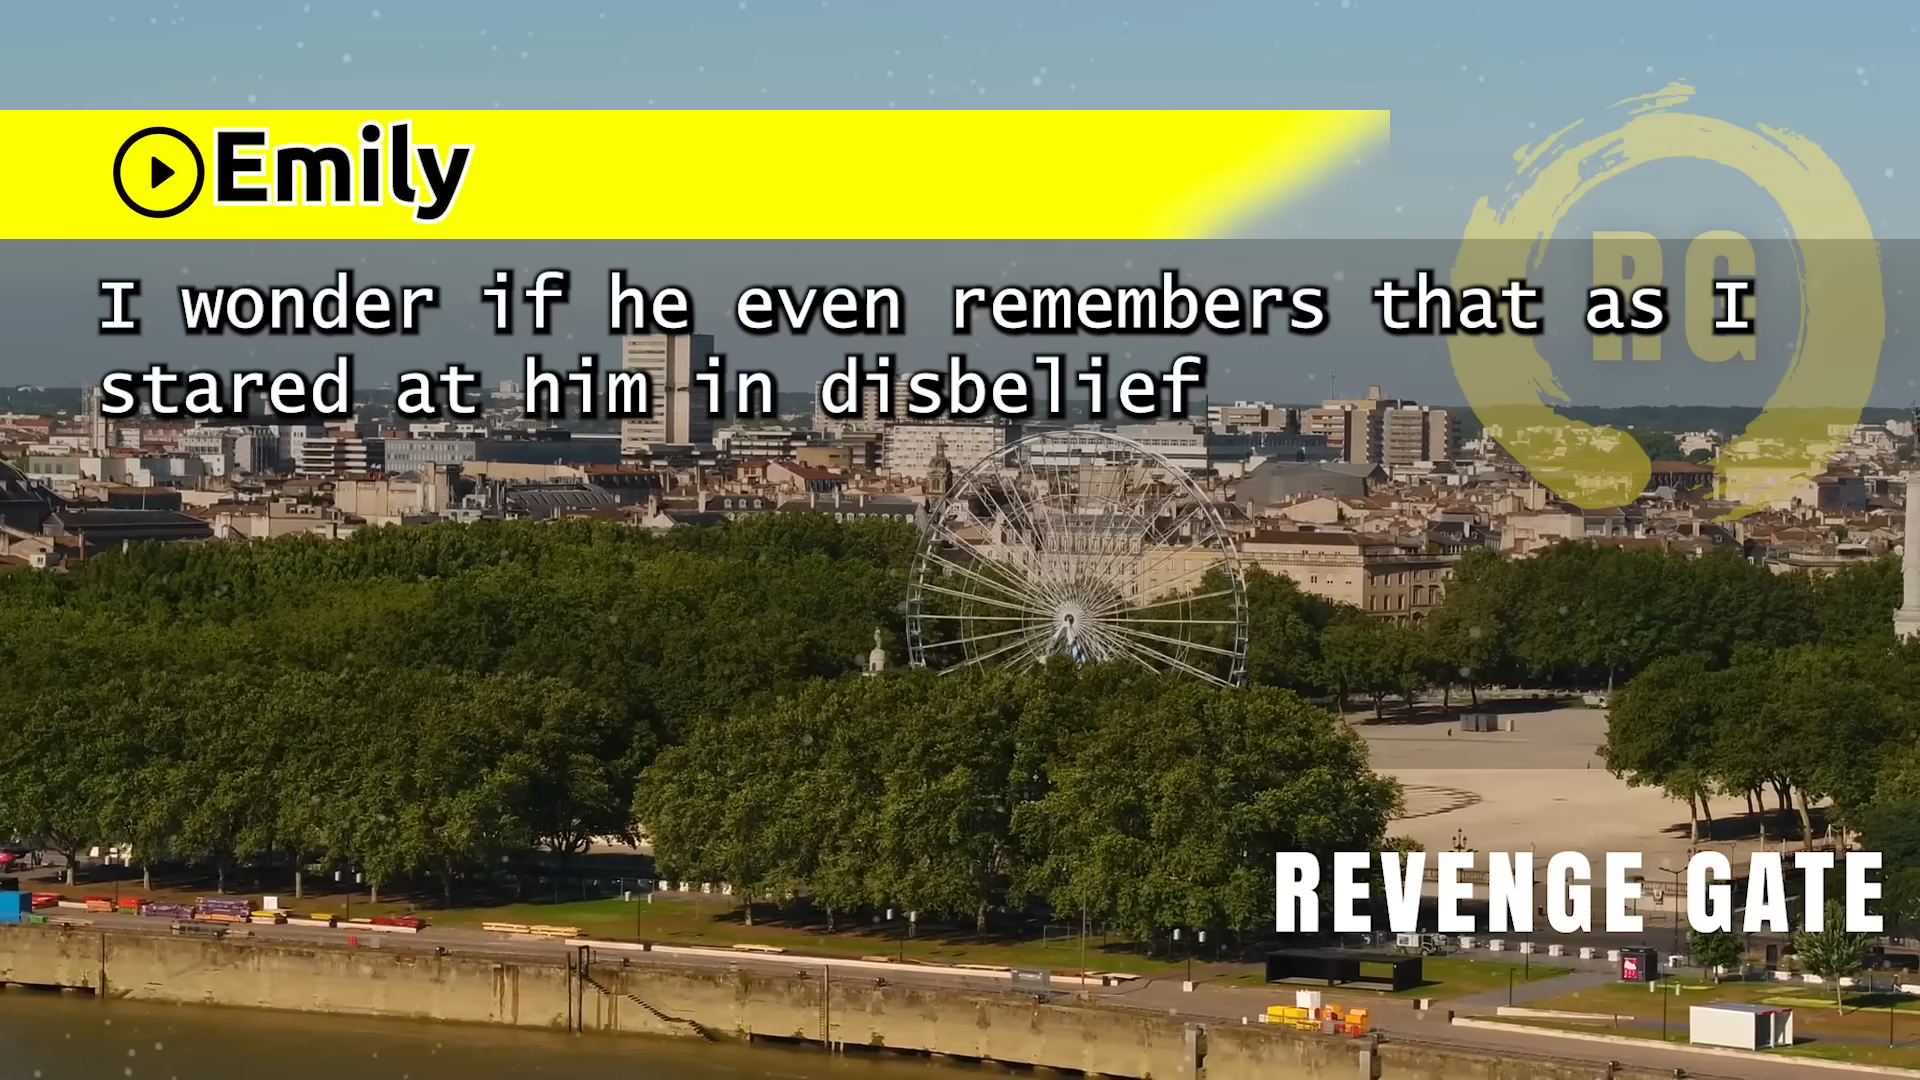 Emily
I wonder if he even remembers that as I
stared at him in disbelief
RG
REVENGE GATE